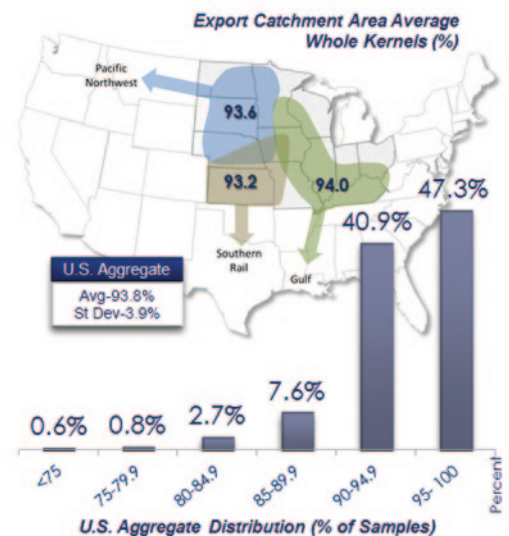 Export Catchment Area Average
Whole Kernels (%)
Pacific
Northwest
93.6
93.2
94.0
Southern
Rail
Gulf
U.S. Aggregate
Avg-93.8%
St Dev-3.9%
0.6%
0.8%
2.7%
7.6%
40.9%
47.3%
<75
75-79.9
80-84.9
85-89.9
90-94.9
95- 100
Percent
U.S. Aggregate Distribution (% of Samples)